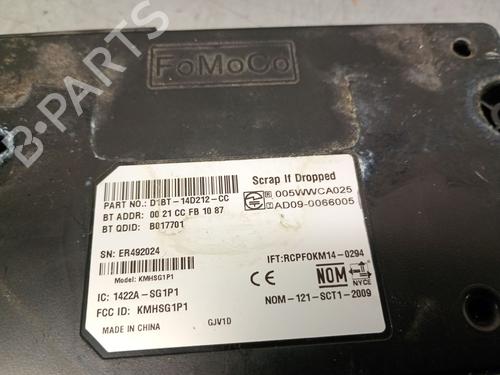 B-PARTS
FoMoCo
Scrap If Dropped
PART NO.: D1BT-14D212-CC
BT ADDR: 00 21 CC FB 10 87
BT QDID: B017701
005WWCA025
AD09-0066005
SN: ER492024
Model: KMHSG1P1
IC: 1422A-SG1P1
FCC ID: KMHSG1P1
MADE IN CHINA
GJV1D
IFT:RCPFOKM14-0294
CE
NOM
NYCE
NOM-121-SCT1-2009